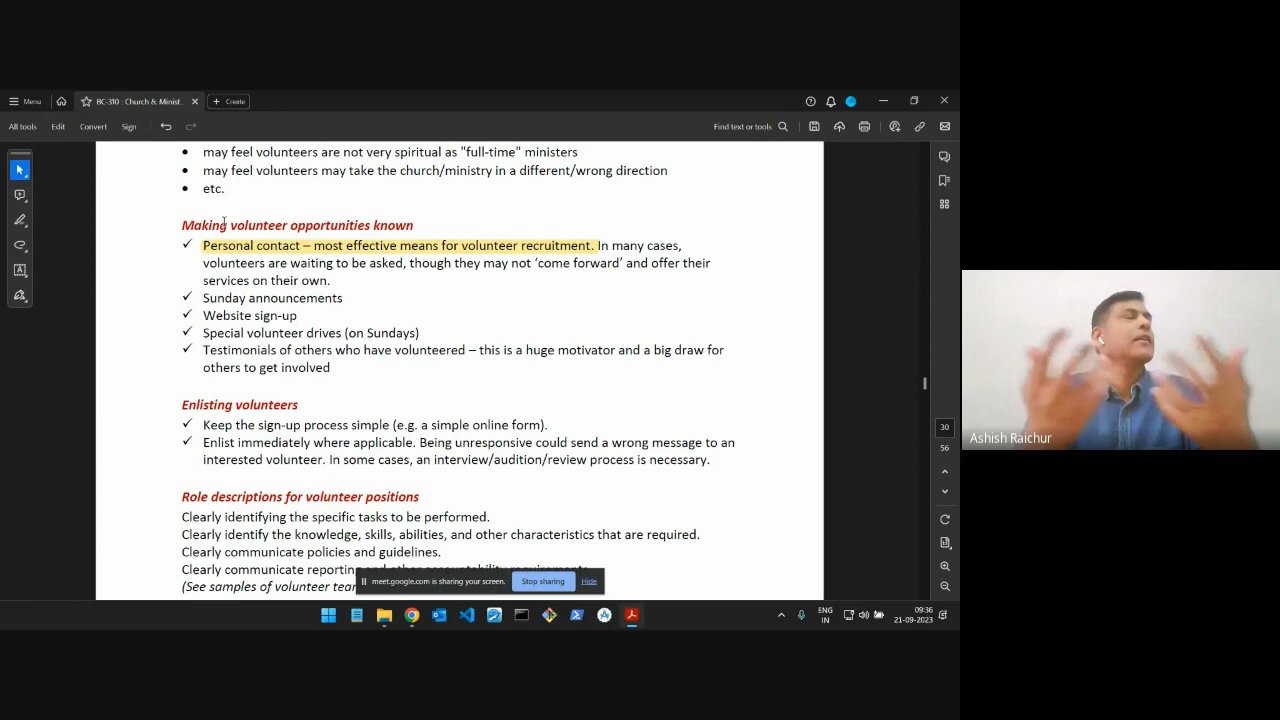 Menu
BC-310 : Church & Minist...
Create
All tools
Edit
Convert
Sign
Find text or tools
• may feel volunteers are not very spiritual as "full-time" ministers
• may feel volunteers may take the church/ministry in a different/wrong direction
• etc.
Making volunteer opportunities known
✓ Personal contact – most effective means for volunteer recruitment. In many cases,
volunteers are waiting to be asked, though they may not ‘come forward’ and offer their
services on their own.
✓ Sunday announcements
✓ Website sign-up
✓ Special volunteer drives (on Sundays)
✓ Testimonials of others who have volunteered – this is a huge motivator and a big draw for
others to get involved
Enlisting volunteers
✓ Keep the sign-up process simple (e.g. a simple online form).
✓ Enlist immediately where applicable. Being unresponsive could send a wrong message to an
interested volunteer. In some cases, an interview/audition/review process is necessary.
Role descriptions for volunteer positions
Clearly identifying the specific tasks to be performed.
Clearly identify the knowledge, skills, abilities, and other characteristics that are required.
Clearly communicate policies and guidelines.
Clearly communicate reporting and other accountability requirements
(See samples of volunteer tea
meet.google.com is sharing your screen.
Stop sharing
Hide
30
56
ENG
IN
09:36
21-09-2023
Ashish Raichur